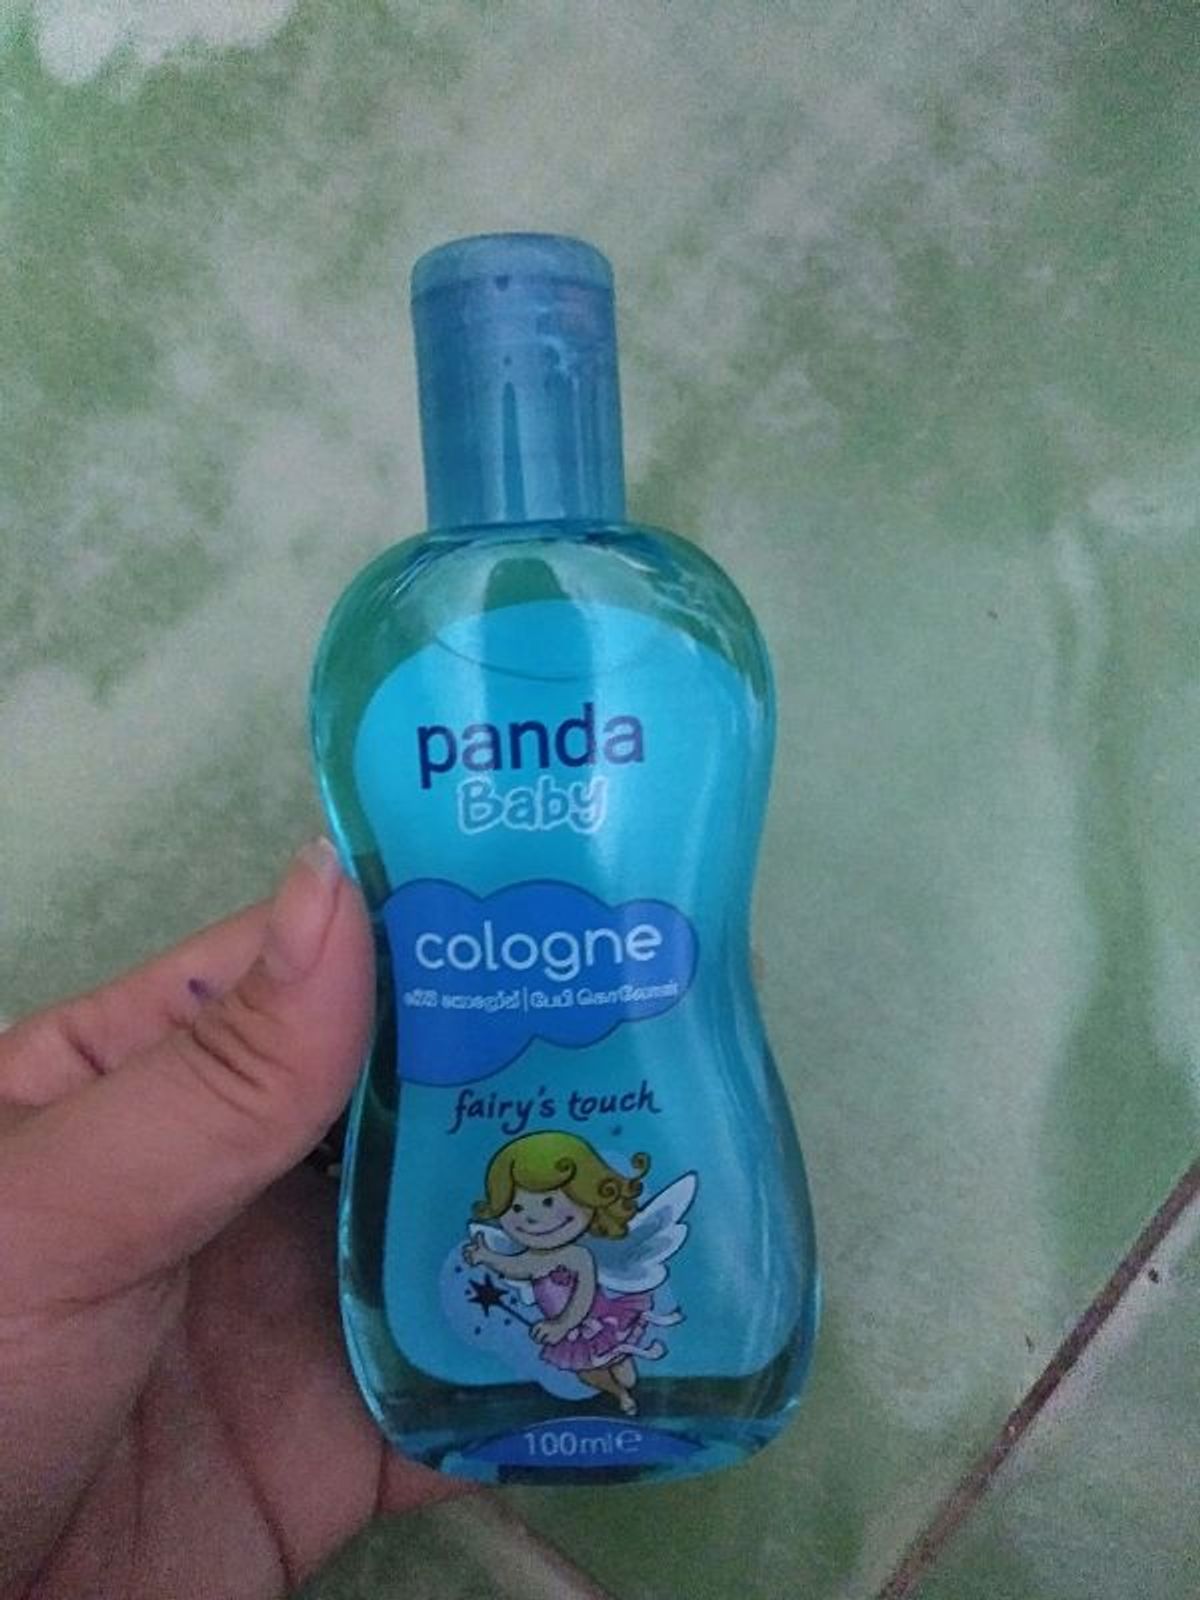 panda
Baby
cologne
බේබි කොලෝන් | பேபி கொலோன்
fairy's touch
100ml℮